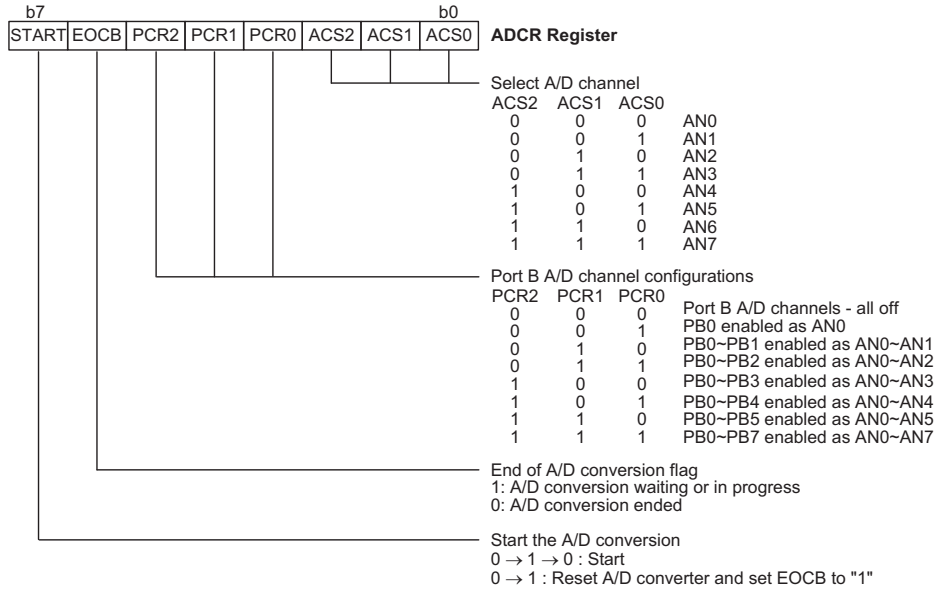 b7 b0
START EOCB PCR2 PCR1 PCR0 ACS2 ACS1 ACS0 ADCR Register
Select A/D channel
ACS2 ACS1 ACS0
0 0 0 AN0
0 0 1 AN1
0 1 0 AN2
0 1 1 AN3
1 0 0 AN4
1 0 1 AN5
1 1 0 AN6
1 1 1 AN7
Port B A/D channel configurations
PCR2 PCR1 PCR0
0 0 0 Port B A/D channels - all off
0 0 1 PB0 enabled as AN0
0 1 0 PB0~PB1 enabled as AN0~AN1
0 1 1 PB0~PB2 enabled as AN0~AN2
1 0 0 PB0~PB3 enabled as AN0~AN3
1 0 1 PB0~PB4 enabled as AN0~AN4
1 1 0 PB0~PB5 enabled as AN0~AN5
1 1 1 PB0~PB7 enabled as AN0~AN7
End of A/D conversion flag
1: A/D conversion waiting or in progress
0: A/D conversion ended
Start the A/D conversion
0 → 1 → 0 : Start
0 → 1 : Reset A/D converter and set EOCB to "1"